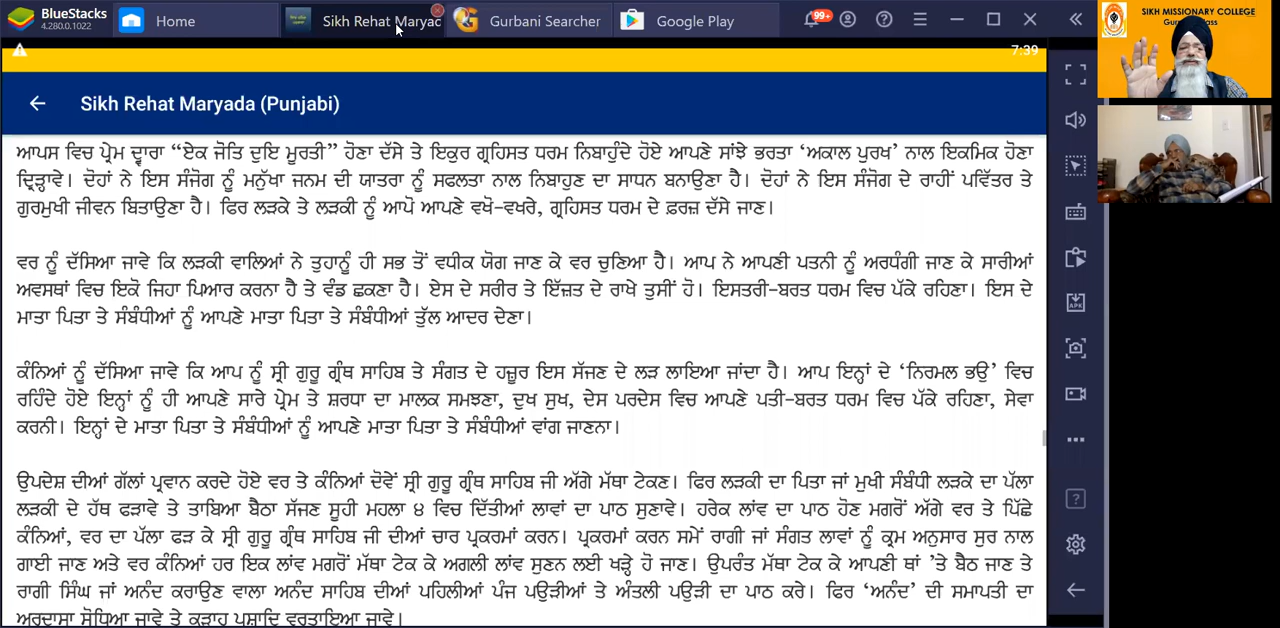 BlueStacks
4.280.0.1022
Home
Sikh Rehat Maryac
Gurbani Searcher
Google Play
99+
SIKH MISSIONARY COLLEGE
7:39
Sikh Rehat Maryada (Punjabi)
ਆਪਸ ਵਿਚ ਪ੍ਰੇਮ ਦ੍ਵਾਰਾ “ਏਕ ਜੋਤਿ ਦੁਇ ਮੂਰਤੀ” ਹੋਣਾ ਦੱਸੇ ਤੇ ਇਕੁਰ ਗ੍ਰਹਿਸਤ ਧਰਮ ਨਿਬਾਹੁੰਦੇ ਹੋਏ ਆਪਣੇ ਸਾਂਝੇ ਭਰਤਾ ‘ਅਕਾਲ ਪੁਰਖ’ ਨਾਲ ਇਕਮਿਕ ਹੋਣਾ
ਦ੍ਰਿੜ੍ਹਾਵੇ। ਦੋਹਾਂ ਨੇ ਇਸ ਸੰਜੋਗ ਨੂੰ ਮਨੁੱਖਾ ਜਨਮ ਦੀ ਯਾਤਰਾ ਨੂੰ ਸਫਲਤਾ ਨਾਲ ਨਿਬਾਹੁਣ ਦਾ ਸਾਧਨ ਬਨਾਉਣਾ ਹੈ। ਦੋਹਾਂ ਨੇ ਇਸ ਸੰਜੋਗ ਦੇ ਰਾਹੀਂ ਪਵਿੱਤਰ ਤੇ
ਗੁਰਮੁਖੀ ਜੀਵਨ ਬਿਤਾਉਣਾ ਹੈ। ਫਿਰ ਲੜਕੇ ਤੇ ਲੜਕੀ ਨੂੰ ਆਪੋ ਆਪਣੇ ਵਖੋ-ਵਖਰੇ, ਗ੍ਰਹਿਸਤ ਧਰਮ ਦੇ ਫ਼ਰਜ਼ ਦੱਸੇ ਜਾਣ।
ਵਰ ਨੂੰ ਦੱਸਿਆ ਜਾਵੇ ਕਿ ਲੜਕੀ ਵਾਲਿਆਂ ਨੇ ਤੁਹਾਨੂੰ ਹੀ ਸਭ ਤੋਂ ਵਧੀਕ ਯੋਗ ਜਾਣ ਕੇ ਵਰ ਚੁਣਿਆ ਹੈ। ਆਪ ਨੇ ਆਪਣੀ ਪਤਨੀ ਨੂੰ ਅਰਧੰਗੀ ਜਾਣ ਕੇ ਸਾਰੀਆਂ
ਅਵਸਥਾਂ ਵਿਚ ਇਕੋ ਜਿਹਾ ਪਿਆਰ ਕਰਨਾ ਹੈ ਤੇ ਵੰਡ ਛਕਣਾ ਹੈ। ਏਸ ਦੇ ਸਰੀਰ ਤੇ ਇੱਜ਼ਤ ਦੇ ਰਾਖੇ ਤੁਸੀਂ ਹੋ। ਇਸਤਰੀ-ਬਰਤ ਧਰਮ ਵਿਚ ਪੱਕੇ ਰਹਿਣਾ। ਇਸ ਦੇ
ਮਾਤਾ ਪਿਤਾ ਤੇ ਸੰਬੰਧੀਆਂ ਨੂੰ ਆਪਣੇ ਮਾਤਾ ਪਿਤਾ ਤੇ ਸੰਬੰਧੀਆਂ ਤੁੱਲ ਆਦਰ ਦੇਣਾ।
ਕੰਨਿਆਂ ਨੂੰ ਦੱਸਿਆ ਜਾਵੇ ਕਿ ਆਪ ਨੂੰ ਸ੍ਰੀ ਗੁਰੂ ਗ੍ਰੰਥ ਸਾਹਿਬ ਤੇ ਸੰਗਤ ਦੇ ਹਜ਼ੂਰ ਇਸ ਸੱਜਣ ਦੇ ਲੜ ਲਾਇਆ ਜਾਂਦਾ ਹੈ। ਆਪ ਇਨ੍ਹਾਂ ਦੇ ‘ਨਿਰਮਲ ਭਉ’ ਵਿਚ
ਰਹਿੰਦੇ ਹੋਏ ਇਨ੍ਹਾਂ ਨੂੰ ਹੀ ਆਪਣੇ ਸਾਰੇ ਪ੍ਰੇਮ ਤੇ ਸ਼ਰਧਾ ਦਾ ਮਾਲਕ ਸਮਝਣਾ, ਦੁਖ ਸੁਖ, ਦੇਸ ਪਰਦੇਸ ਵਿਚ ਆਪਣੇ ਪਤੀ-ਬਰਤ ਧਰਮ ਵਿਚ ਪੱਕੇ ਰਹਿਣਾ, ਸੇਵਾ
ਕਰਨੀ। ਇਨ੍ਹਾਂ ਦੇ ਮਾਤਾ ਪਿਤਾ ਤੇ ਸੰਬੰਧੀਆਂ ਨੂੰ ਆਪਣੇ ਮਾਤਾ ਪਿਤਾ ਤੇ ਸੰਬੰਧੀਆਂ ਵਾਂਗ ਜਾਣਨਾ।
ਉਪਦੇਸ਼ ਦੀਆਂ ਗੱਲਾਂ ਪ੍ਰਵਾਨ ਕਰਦੇ ਹੋਏ ਵਰ ਤੇ ਕੰਨਿਆਂ ਦੋਵੇਂ ਸ੍ਰੀ ਗੁਰੂ ਗ੍ਰੰਥ ਸਾਹਿਬ ਜੀ ਅੱਗੇ ਮੱਥਾ ਟੇਕਣ। ਫਿਰ ਲੜਕੀ ਦਾ ਪਿਤਾ ਜਾਂ ਮੁਖੀ ਸੰਬੰਧੀ ਲੜਕੇ ਦਾ ਪੱਲਾ
ਲੜਕੀ ਦੇ ਹੱਥ ਫੜਾਵੇ ਤੇ ਤਾਬਿਆ ਬੈਠਾ ਸੱਜਣ ਸੂਹੀ ਮਹਲਾ ੪ ਵਿਚ ਦਿੱਤੀਆਂ ਲਾਵਾਂ ਦਾ ਪਾਠ ਸੁਣਾਵੇ। ਹਰੇਕ ਲਾਂਵ ਦਾ ਪਾਠ ਹੋਣ ਮਗਰੋਂ ਅੱਗੇ ਵਰ ਤੇ ਪਿੱਛੇ
ਕੰਨਿਆਂ, ਵਰ ਦਾ ਪੱਲਾ ਫੜ ਕੇ ਸ੍ਰੀ ਗੁਰੂ ਗ੍ਰੰਥ ਸਾਹਿਬ ਜੀ ਦੀਆਂ ਚਾਰ ਪ੍ਰਕਰਮਾਂ ਕਰਨ। ਪ੍ਰਕਰਮਾਂ ਕਰਨ ਸਮੇਂ ਰਾਗੀ ਜਾਂ ਸੰਗਤ ਲਾਵਾਂ ਨੂੰ ਕ੍ਰਮ ਅਨੁਸਾਰ ਸੁਰ ਨਾਲ
ਗਾਈ ਜਾਣ ਅਤੇ ਵਰ ਕੰਨਿਆਂ ਹਰ ਇਕ ਲਾਂਵ ਮਗਰੋਂ ਮੱਥਾ ਟੇਕ ਕੇ ਅਗਲੀ ਲਾਂਵ ਸੁਣਨ ਲਈ ਖੜ੍ਹੇ ਹੋ ਜਾਣ। ਉਪਰੰਤ ਮੱਥਾ ਟੇਕ ਕੇ ਆਪਣੀ ਥਾਂ ’ਤੇ ਬੈਠ ਜਾਣ ਤੇ
ਰਾਗੀ ਸਿੰਘ ਜਾਂ ਅਨੰਦ ਕਰਾਉਣ ਵਾਲਾ ਅਨੰਦ ਸਾਹਿਬ ਦੀਆਂ ਪਹਿਲੀਆਂ ਪੰਜ ਪਉੜੀਆਂ ਤੇ ਅੰਤਲੀ ਪਉੜੀ ਦਾ ਪਾਠ ਕਰੇ। ਫਿਰ ‘ਅਨੰਦ’ ਦੀ ਸਮਾਪਤੀ ਦਾ
ਅਰਦਾਸਾ ਸੋਧਿਆ ਜਾਵੇ ਤੇ ਕੜਾਹ ਪ੍ਰਸ਼ਾਦਿ ਵਰਤਾਇਆ ਜਾਵੇ।